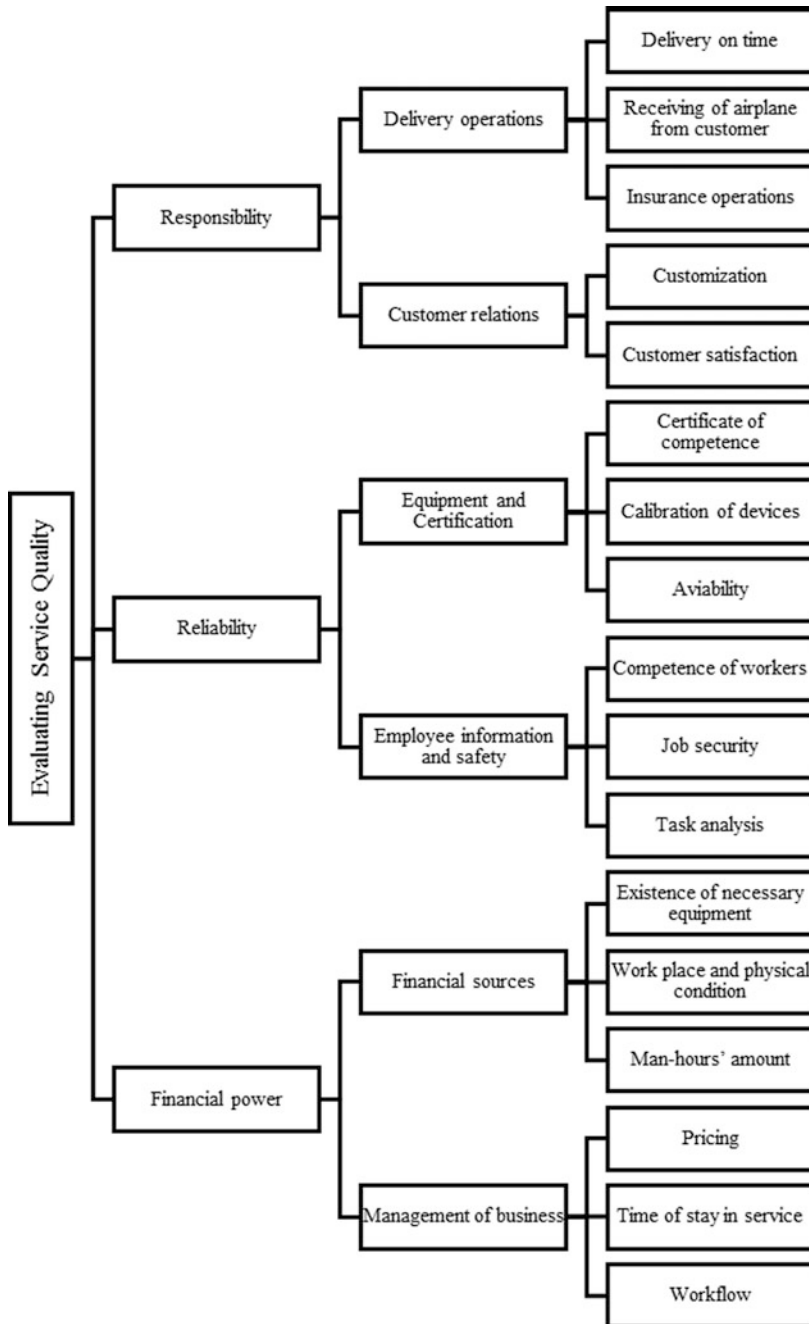 Evaluating Service Quality
Responsibility
Delivery operations
Delivery on time
Receiving of airplane
from customer
Insurance operations
Customer relations
Customization
Customer satisfaction
Reliability
Equipment and
Certification
Certificate of
competence
Calibration of devices
Aviability
Employee information
and safety
Competence of workers
Job security
Task analysis
Financial power
Financial sources
Existence of necessary
equipment
Work place and physical
condition
Man-hours’ amount
Management of business
Pricing
Time of stay in service
Workflow